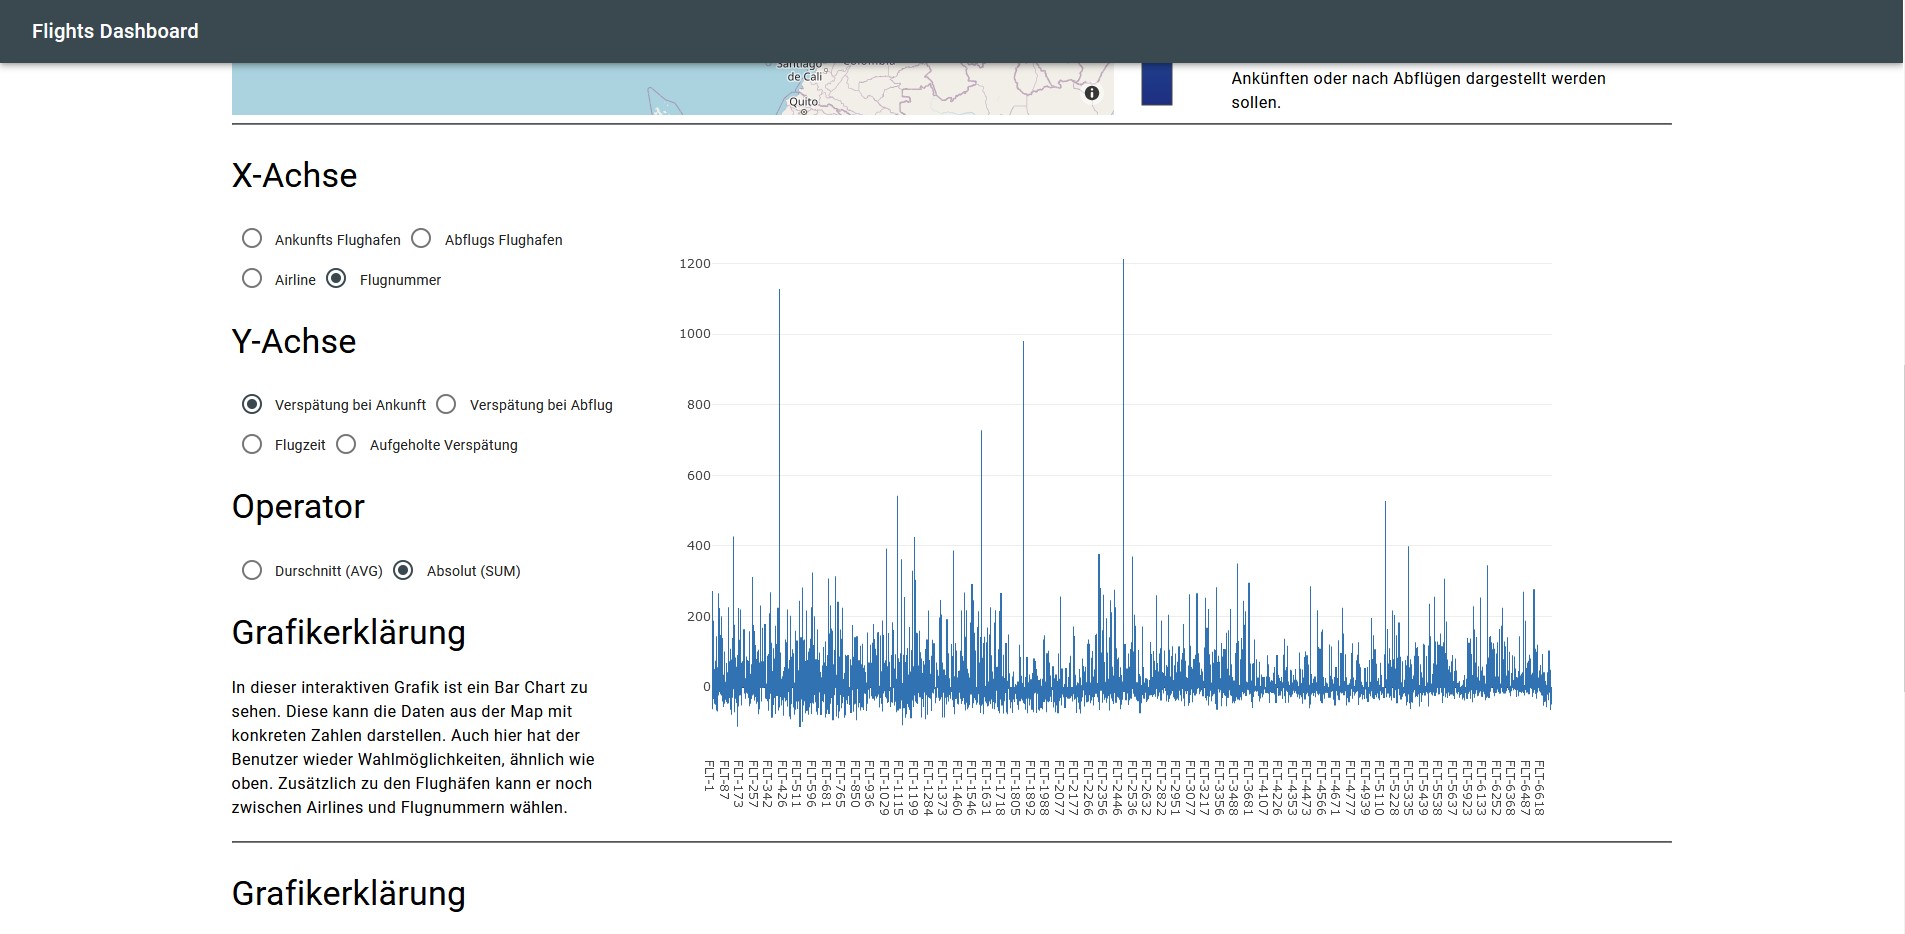 Flights Dashboard
Santiago
de Cali
Colombia
Quito
Ankünften oder nach Abflügen dargestellt werden
sollen.
X-Achse
Ankunfts Flughafen Abflugs Flughafen
Airline Flugnummer
Y-Achse
Verspätung bei Ankunft Verspätung bei Abflug
Flugzeit Aufgeholte Verspätung
Operator
Durschnitt (AVG) Absolut (SUM)
Grafikerklärung
In dieser interaktiven Grafik ist ein Bar Chart zu
sehen. Diese kann die Daten aus der Map mit
konkreten Zahlen darstellen. Auch hier hat der
Benutzer wieder Wahlmöglichkeiten, ähnlich wie
oben. Zusätzlich zu den Flughäfen kann er noch
zwischen Airlines und Flugnummern wählen.
1200
1000
800
600
400
200
0
FLT-1
FLT-87
FLT-173
FLT-257
FLT-342
FLT-426
FLT-511
FLT-596
FLT-681
FLT-765
FLT-850
FLT-936
FLT-1029
FLT-1115
FLT-1199
FLT-1284
FLT-1373
FLT-1460
FLT-1546
FLT-1631
FLT-1718
FLT-1805
FLT-1892
FLT-1988
FLT-2077
FLT-2177
FLT-2266
FLT-2356
FLT-2446
FLT-2536
FLT-2632
FLT-2822
FLT-2951
FLT-3077
FLT-3217
FLT-3356
FLT-3488
FLT-3681
FLT-4107
FLT-4226
FLT-4353
FLT-4473
FLT-4566
FLT-4671
FLT-4777
FLT-4939
FLT-5110
FLT-5228
FLT-5335
FLT-5439
FLT-5538
FLT-5637
FLT-5923
FLT-6133
FLT-6252
FLT-6368
FLT-6487
FLT-6618
Grafikerklärung